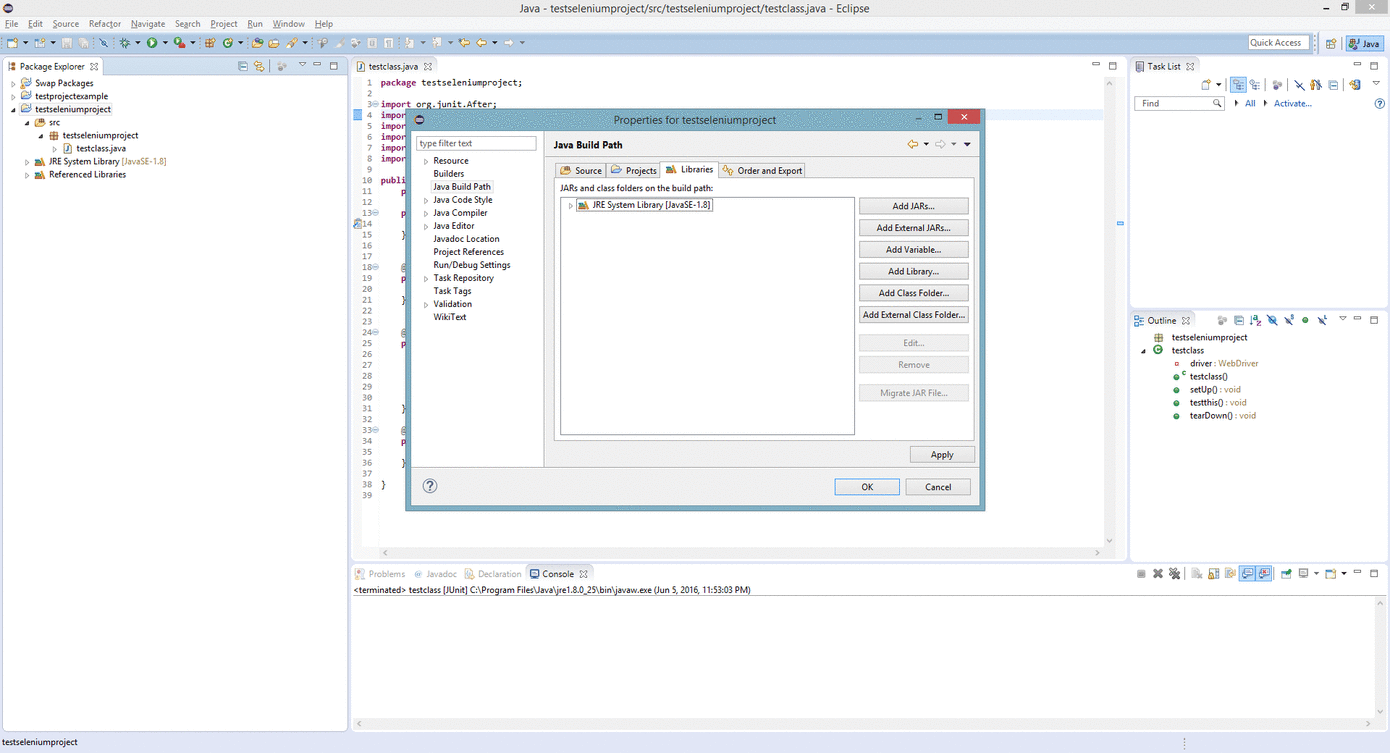 Java - testseleniumproject/src/testseleniumproject/testclass.java - Eclipse
File Edit Source Refactor Navigate Search Project Run Window Help
Quick Access
Java
Package Explorer
Swap Packages
testprojectexample
testseleniumproject
src
testseleniumproject
testclass.java
JRE System Library [JavaSE-1.8]
Referenced Libraries
testclass.java
1 package testseleniumproject;
2
3 import org.junit.After;
4 impor
5 impor
6 impor
7 impor
8 impor
9
10 publi
11 p
12
13 p
14
15 }
16
17
18 @
19 p
20
21 }
22
23
24 @
25 p
26
27
28
29
30
31 }
32
33 @
34 p
35
36 }
37
38 }
39
Properties for testseleniumproject
type filter text
Resource
Builders
Java Build Path
Java Code Style
Java Compiler
Java Editor
Javadoc Location
Project References
Run/Debug Settings
Task Repository
Task Tags
Validation
WikiText
Java Build Path
Source Projects Libraries Order and Export
JARs and class folders on the build path:
JRE System Library [JavaSE-1.8]
Add JARs...
Add External JARs...
Add Variable...
Add Library...
Add Class Folder...
Add External Class Folder...
Edit...
Remove
Migrate JAR File...
Apply
OK Cancel
Task List
Find All Activate...
Outline
testseleniumproject
testclass
driver : WebDriver
testclass()
setUp() : void
testthis() : void
tearDown() : void
Problems @ Javadoc Declaration Console
<terminated> testclass [JUnit] C:\Program Files\Java\jre1.8.0_25\bin\javaw.exe (Jun 5, 2016, 11:53:03 PM)
testseleniumproject